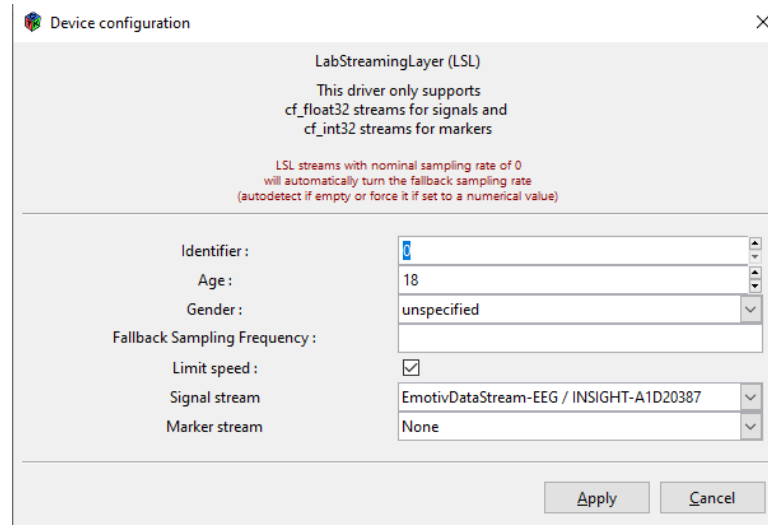 Device configuration
LabStreamingLayer (LSL)
This driver only supports
cf_float32 streams for signals and
cf_int32 streams for markers
LSL streams with nominal sampling rate of 0
will automatically turn the fallback sampling rate
(autodetect if empty or force it if set to a numerical value)
Identifier : 0
Age : 18
Gender : unspecified
Fallback Sampling Frequency :
Limit speed :
Signal stream EmotivDataStream-EEG / INSIGHT-A1D20387
Marker stream None
Apply Cancel